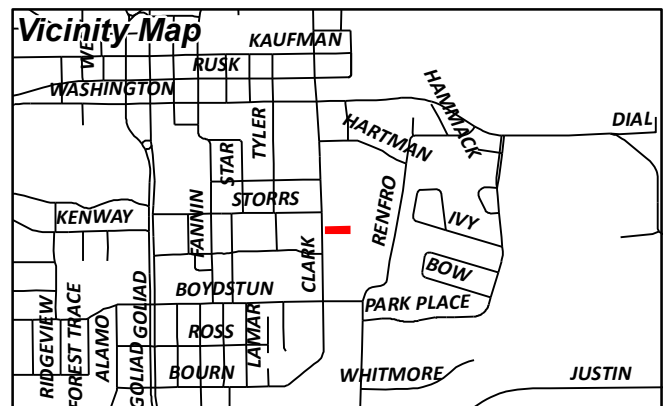 Vicinity Map
WE
KAUFMAN
RUSK
WASHINGTON
HAMMACK
DIAL
TYLER
HARTMAN
STAR
STORRS
RENFRO
KENWAY
FANNIN
IVY
CLARK
BOW
BOYDSTUN
PARK PLACE
GOLIAD
RIDGEVIEW
FOREST TRACE
ALAMO
ROSS
LAMAR
GOLIAD
BOURN
WHITMORE
JUSTIN